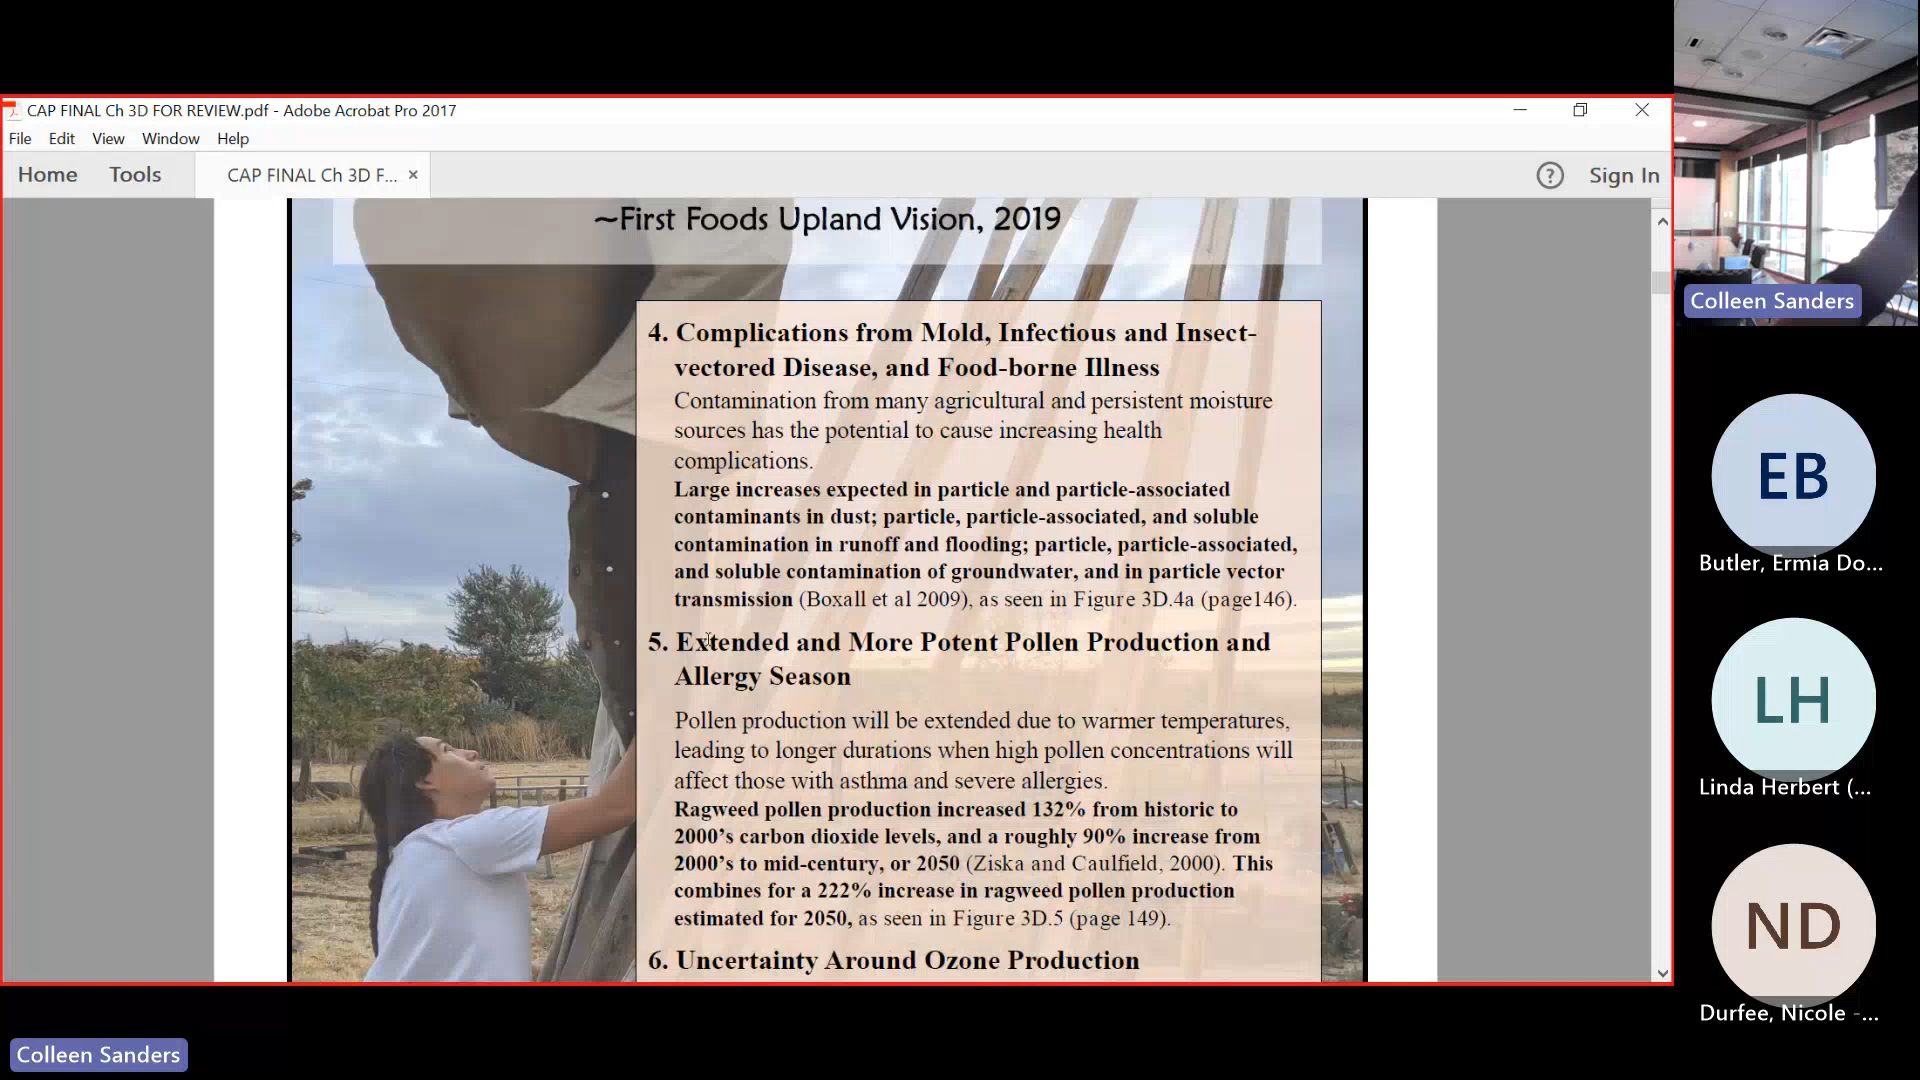 CAP FINAL Ch 3D FOR REVIEW.pdf - Adobe Acrobat Pro 2017
File Edit View Window Help
Home Tools CAP FINAL Ch 3D F... × ? Sign In
~First Foods Upland Vision, 2019
4. Complications from Mold, Infectious and Insect-
vectored Disease, and Food-borne Illness
Contamination from many agricultural and persistent moisture
sources has the potential to cause increasing health
complications.
Large increases expected in particle and particle-associated
contaminants in dust; particle, particle-associated, and soluble
contamination in runoff and flooding; particle, particle-associated,
and soluble contamination of groundwater, and in particle vector
transmission (Boxall et al 2009), as seen in Figure 3D.4a (page146).
5. Extended and More Potent Pollen Production and
Allergy Season
Pollen production will be extended due to warmer temperatures,
leading to longer durations when high pollen concentrations will
affect those with asthma and severe allergies.
Ragweed pollen production increased 132% from historic to
2000’s carbon dioxide levels, and a roughly 90% increase from
2000’s to mid-century, or 2050 (Ziska and Caulfield, 2000). This
combines for a 222% increase in ragweed pollen production
estimated for 2050, as seen in Figure 3D.5 (page 149).
6. Uncertainty Around Ozone Production
Colleen Sanders
EB
Butler, Ermia Do...
LH
Linda Herbert (...
ND
Durfee, Nicole -...
Colleen Sanders